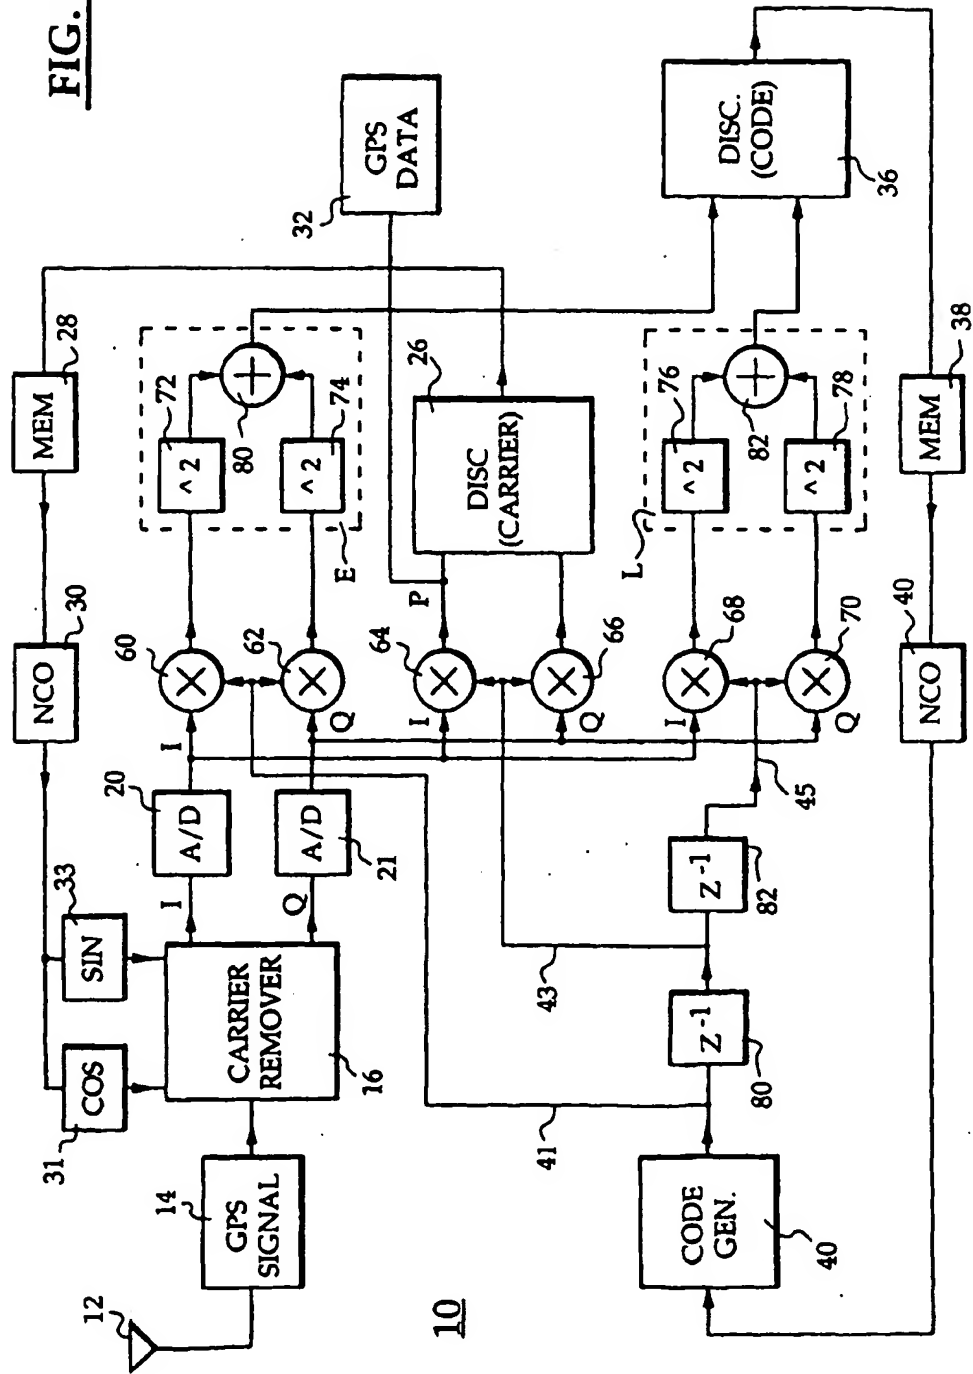 FIG.
12
14
GPS
SIGNAL
31
COS
33
SIN
NCO
30
MEM
28
CARRIER
REMOVER
16
I
Q
20
A/D
A/D
21
I
Q
60
62
72
^2
80
^2
74
E
32
GPS
DATA
I
64
P
Q
66
26
DISC
(CARRIER)
41
43
45
I
68
Q
70
L
76
^2
82
^2
78
DISC.
(CODE)
36
10
CODE
GEN.
40
Z-1
80
Z-1
82
NCO
40
MEM
38